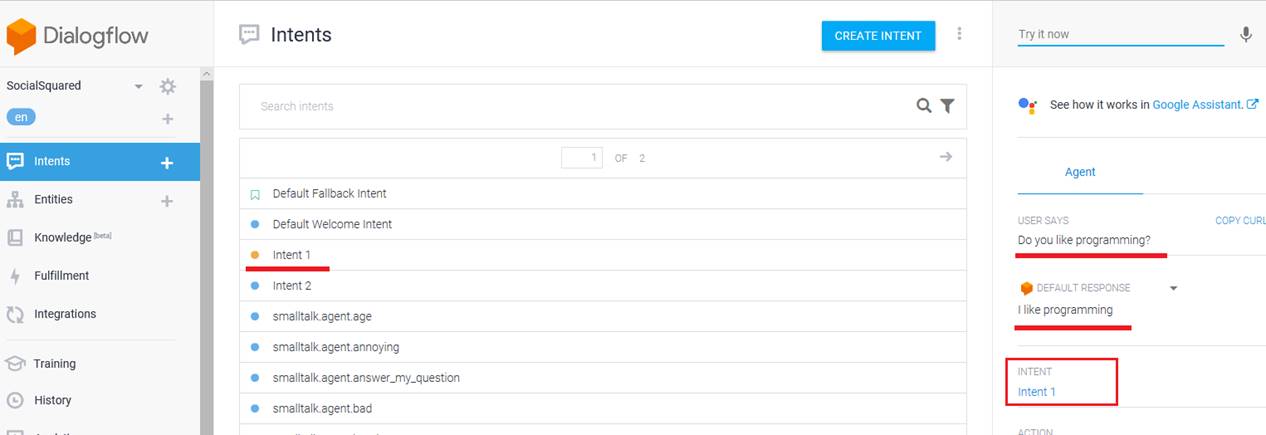 Dialogflow
SocialSquared
en
Intents
Entities
Knowledge [beta]
Fulfillment
Integrations
Training
History
Intents
CREATE INTENT
Search intents
1 OF 2
Default Fallback Intent
Default Welcome Intent
Intent 1
Intent 2
smalltalk.agent.age
smalltalk.agent.annoying
smalltalk.agent.answer_my_question
smalltalk.agent.bad
Try it now
See how it works in Google Assistant.
Agent
USER SAYS COPY CURL
Do you like programming?
DEFAULT RESPONSE
I like programming
INTENT
Intent 1
ACTION